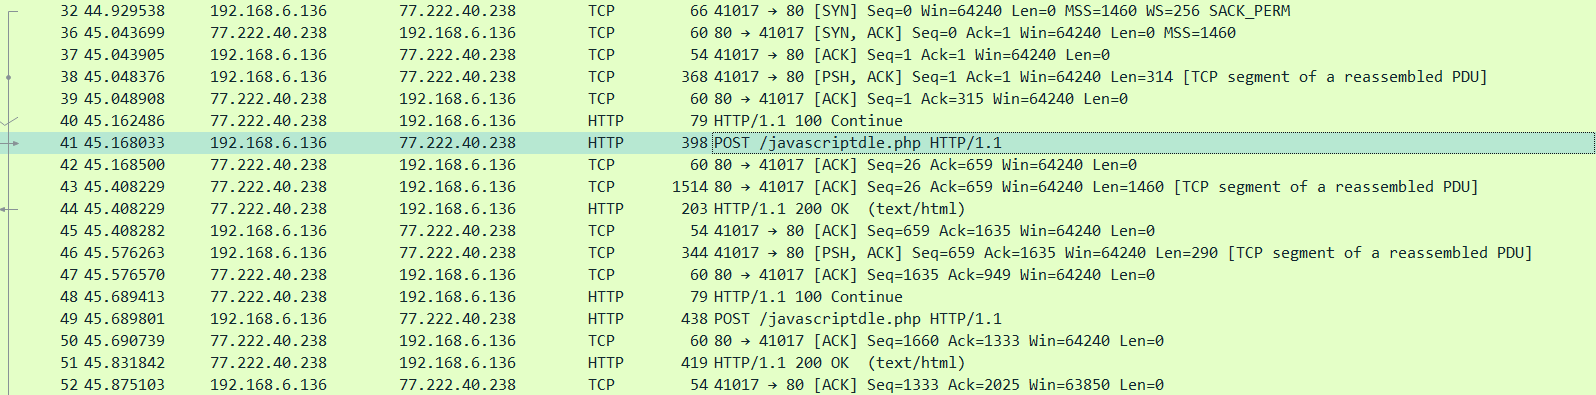 32 44.929538 192.168.6.136 77.222.40.238 TCP 66 41017 → 80 [SYN] Seq=0 Win=64240 Len=0 MSS=1460 WS=256 SACK_PERM
36 45.043699 77.222.40.238 192.168.6.136 TCP 60 80 → 41017 [SYN, ACK] Seq=0 Ack=1 Win=64240 Len=0 MSS=1460
37 45.043905 192.168.6.136 77.222.40.238 TCP 54 41017 → 80 [ACK] Seq=1 Ack=1 Win=64240 Len=0
38 45.048376 192.168.6.136 77.222.40.238 TCP 368 41017 → 80 [PSH, ACK] Seq=1 Ack=1 Win=64240 Len=314 [TCP segment of a reassembled PDU]
39 45.048908 77.222.40.238 192.168.6.136 TCP 60 80 → 41017 [ACK] Seq=1 Ack=315 Win=64240 Len=0
40 45.162486 77.222.40.238 192.168.6.136 HTTP 79 HTTP/1.1 100 Continue
41 45.168033 192.168.6.136 77.222.40.238 HTTP 398 POST /javascriptdle.php HTTP/1.1
42 45.168500 77.222.40.238 192.168.6.136 TCP 60 80 → 41017 [ACK] Seq=26 Ack=659 Win=64240 Len=0
43 45.408229 77.222.40.238 192.168.6.136 TCP 1514 80 → 41017 [ACK] Seq=26 Ack=659 Win=64240 Len=1460 [TCP segment of a reassembled PDU]
44 45.408229 77.222.40.238 192.168.6.136 HTTP 203 HTTP/1.1 200 OK (text/html)
45 45.408282 192.168.6.136 77.222.40.238 TCP 54 41017 → 80 [ACK] Seq=659 Ack=1635 Win=64240 Len=0
46 45.576263 192.168.6.136 77.222.40.238 TCP 344 41017 → 80 [PSH, ACK] Seq=659 Ack=1635 Win=64240 Len=290 [TCP segment of a reassembled PDU]
47 45.576570 77.222.40.238 192.168.6.136 TCP 60 80 → 41017 [ACK] Seq=1635 Ack=949 Win=64240 Len=0
48 45.689413 77.222.40.238 192.168.6.136 HTTP 79 HTTP/1.1 100 Continue
49 45.689801 192.168.6.136 77.222.40.238 HTTP 438 POST /javascriptdle.php HTTP/1.1
50 45.690739 77.222.40.238 192.168.6.136 TCP 60 80 → 41017 [ACK] Seq=1660 Ack=1333 Win=64240 Len=0
51 45.831842 77.222.40.238 192.168.6.136 HTTP 419 HTTP/1.1 200 OK (text/html)
52 45.875103 192.168.6.136 77.222.40.238 TCP 54 41017 → 80 [ACK] Seq=1333 Ack=2025 Win=63850 Len=0